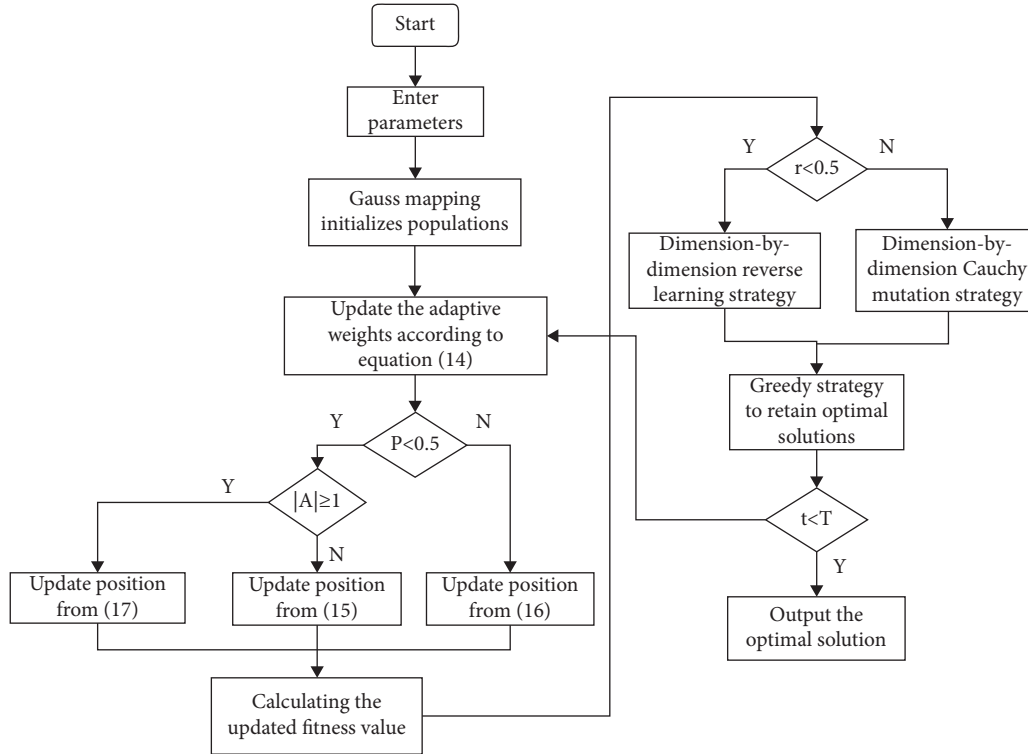 Start
Enter
parameters
Gauss mapping
initializes populations
Update the adaptive
weights according to
equation (14)
Y
N
P<0.5
Y
|A|≥1
N
Update position
from (17)
Update position
from (15)
Update position
from (16)
Calculating the
updated fitness value
Y
N
r<0.5
Dimension-by-
dimension reverse
learning strategy
Dimension-by-
dimension Cauchy
mutation strategy
Greedy strategy
to retain optimal
solutions
t<T
Y
Output the
optimal solution